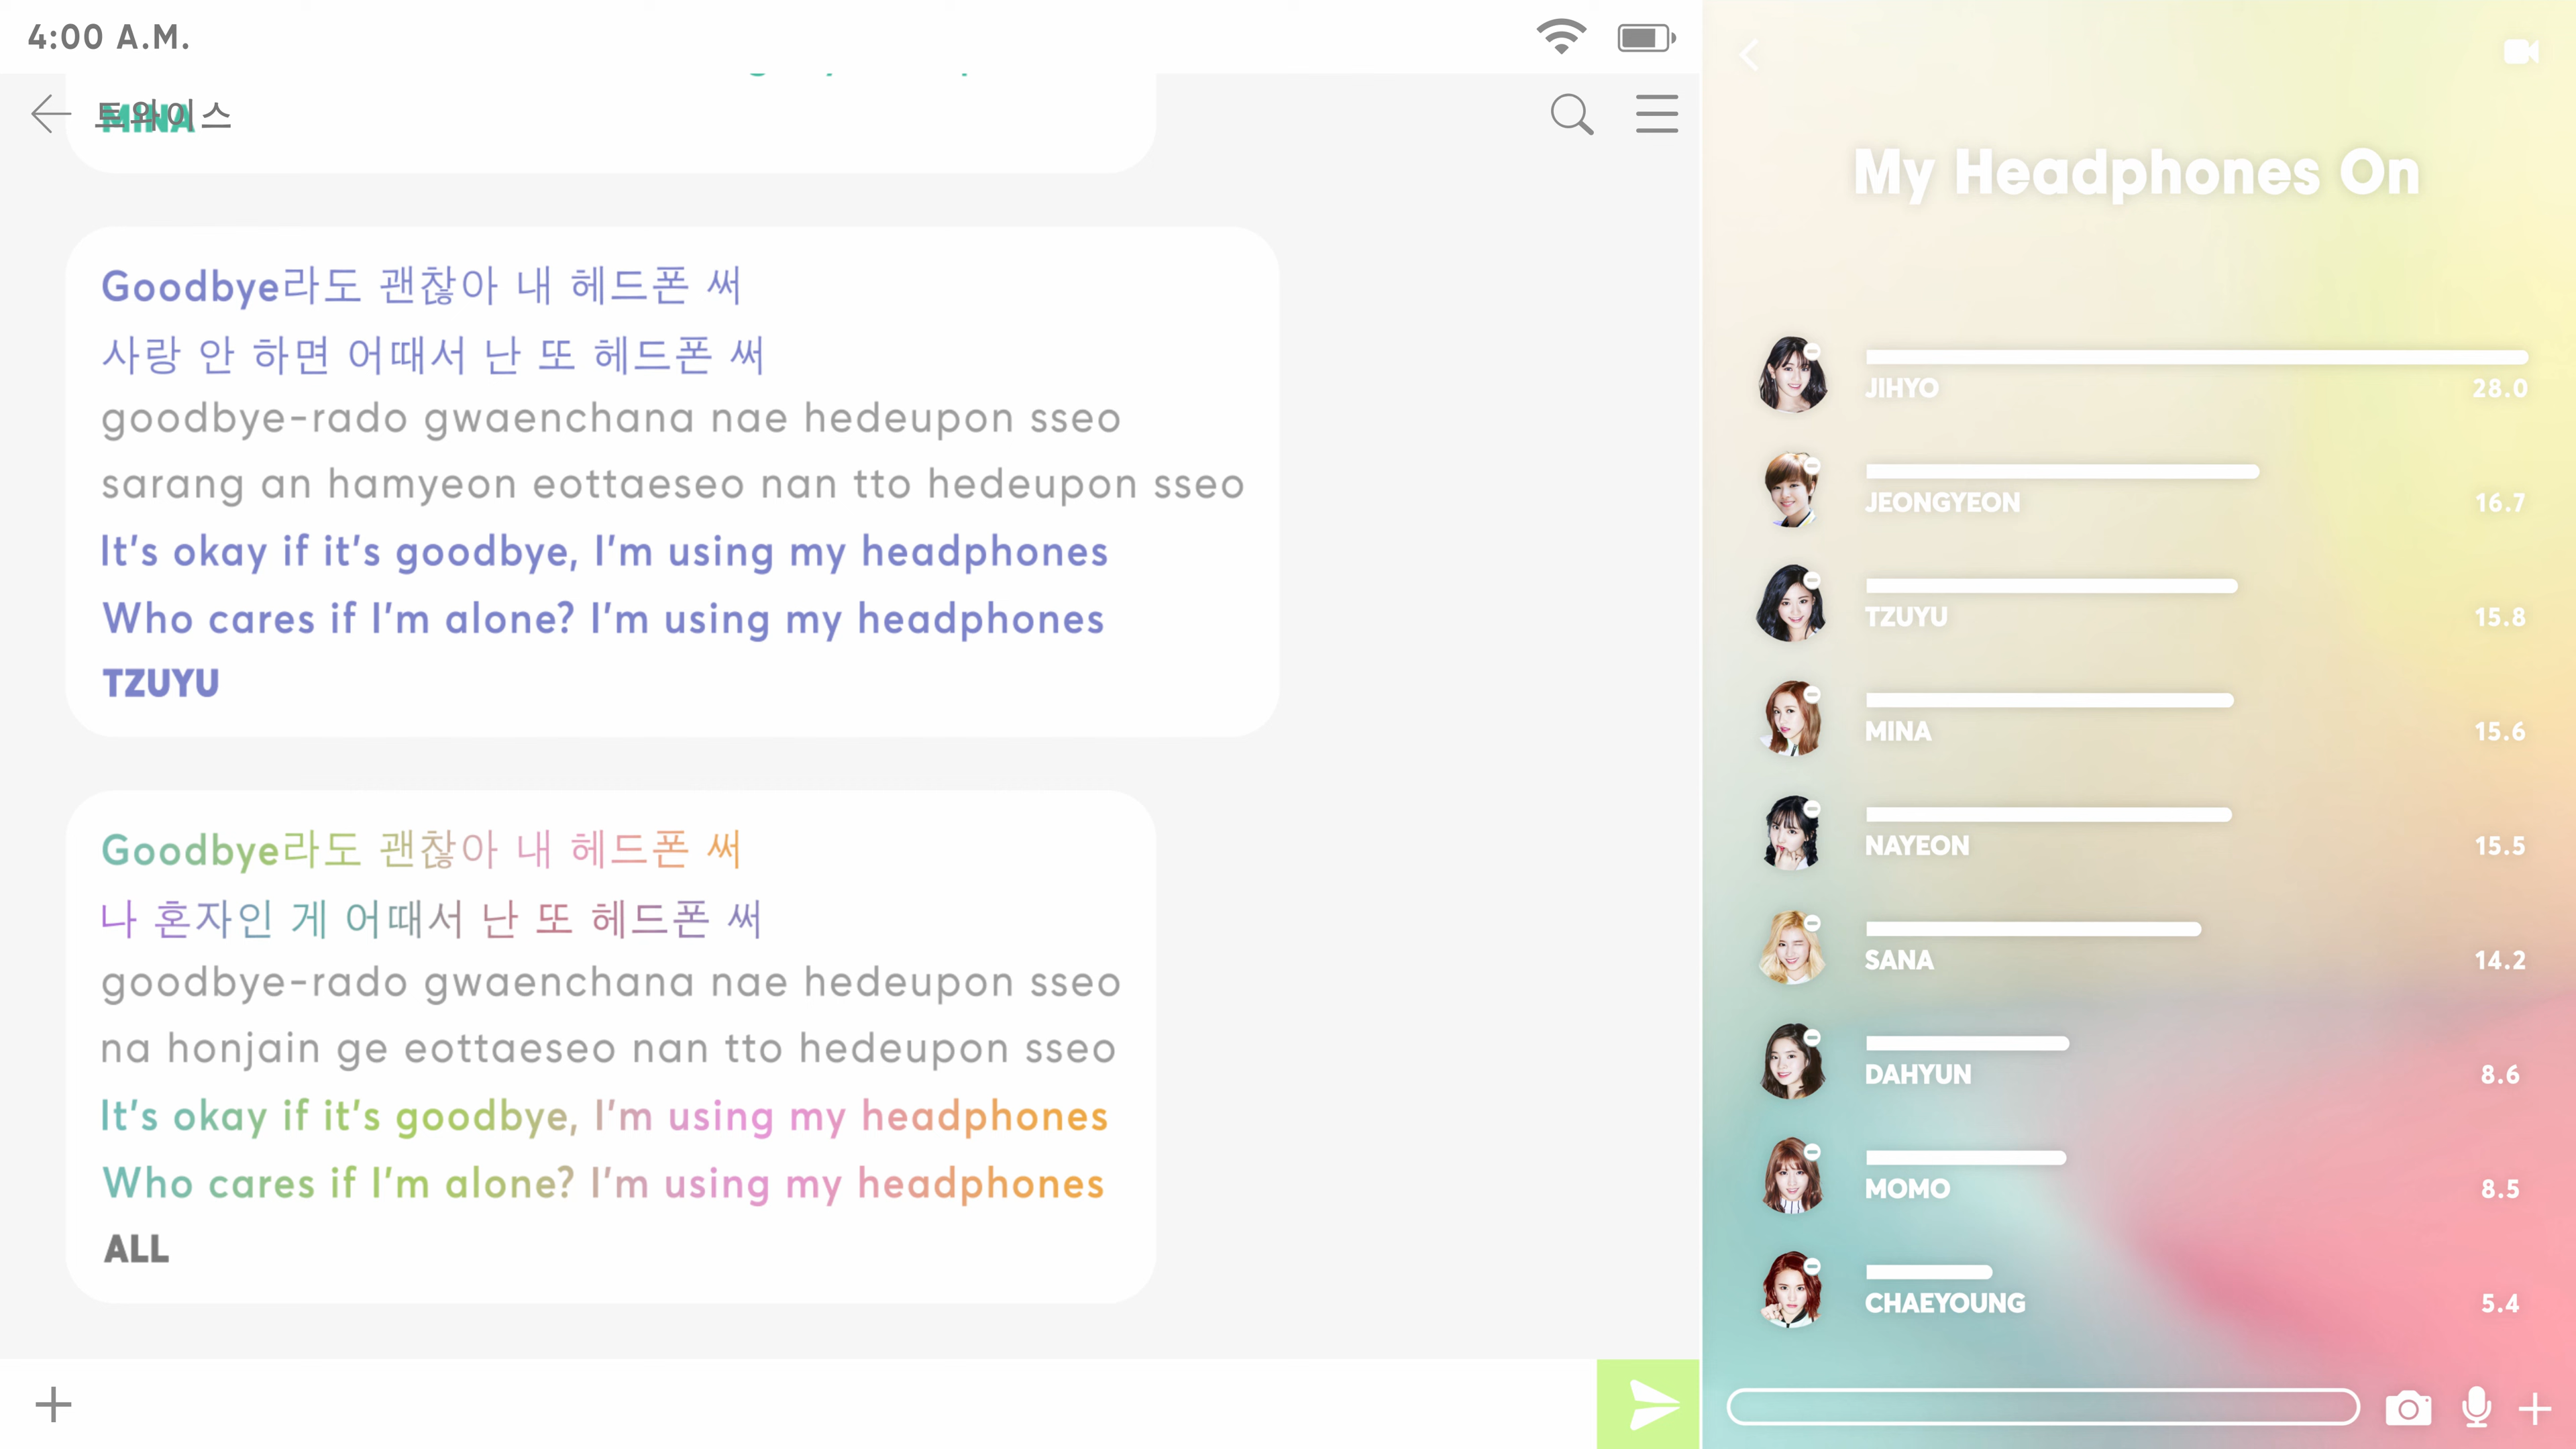 4:00 A.M.
트와이스
MINA
Goodbye라도 괜찮아 내 헤드폰 써
사랑 안 하면 어때서 난 또 헤드폰 써
goodbye-rado gwaenchana nae hedeupon sseo
sarang an hamyeon eottaeseo nan tto hedeupon sseo
It's okay if it's goodbye, I'm using my headphones
Who cares if I'm alone? I'm using my headphones
TZUYU
Goodbye라도 괜찮아 내 헤드폰 써
나 혼자인 게 어때서 난 또 헤드폰 써
goodbye-rado gwaenchana nae hedeupon sseo
na honjain ge eottaeseo nan tto hedeupon sseo
It's okay if it's goodbye, I'm using my headphones
Who cares if I'm alone? I'm using my headphones
ALL
My Headphones On
JIHYO 28.0
JEONGYEON 16.7
TZUYU 15.8
MINA 15.6
NAYEON 15.5
SANA 14.2
DAHYUN 8.6
MOMO 8.5
CHAEYOUNG 5.4